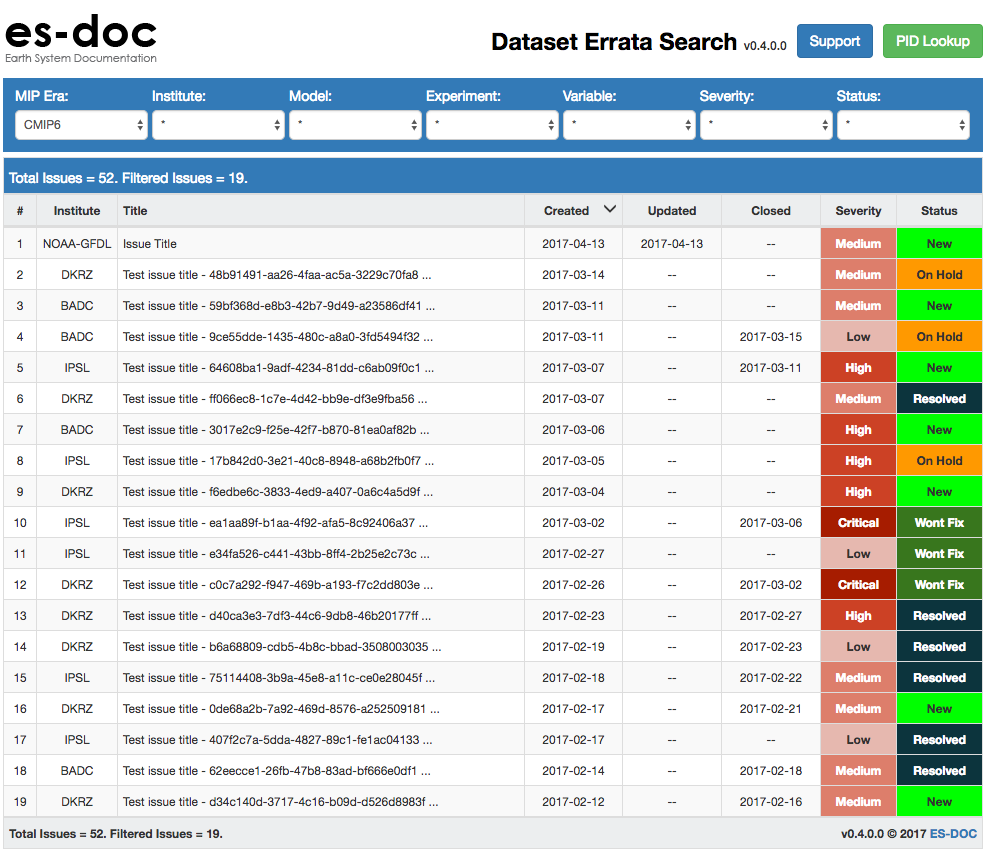 es-doc
Earth System Documentation
Dataset Errata Search v0.4.0.0 Support PID Lookup
MIP Era: Institute: Model: Experiment: Variable: Severity: Status:
CMIP6 * * * * * *
Total Issues = 52. Filtered Issues = 19.
# Institute Title Created Updated Closed Severity Status
1 NOAA-GFDL Issue Title 2017-04-13 2017-04-13 -- Medium New
2 DKRZ Test issue title - 48b91491-aa26-4faa-ac5a-3229c70fa8 ... 2017-03-14 -- -- Medium On Hold
3 BADC Test issue title - 59bf368d-e8b3-42b7-9d49-a23586df41 ... 2017-03-11 -- -- Medium New
4 BADC Test issue title - 9ce55dde-1435-480c-a8a0-3fd5494f32 ... 2017-03-11 -- 2017-03-15 Low On Hold
5 IPSL Test issue title - 64608ba1-9adf-4234-81dd-c6ab09f0c1 ... 2017-03-07 -- 2017-03-11 High New
6 DKRZ Test issue title - ff066ec8-1c7e-4d42-bb9e-df3e9fba56 ... 2017-03-07 -- -- Medium Resolved
7 BADC Test issue title - 3017e2c9-f25e-42f7-b870-81ea0af82b ... 2017-03-06 -- -- High New
8 IPSL Test issue title - 17b842d0-3e21-40c8-8948-a68b2fb0f7 ... 2017-03-05 -- -- High On Hold
9 DKRZ Test issue title - f6edbe6c-3833-4ed9-a407-0a6c4a5d9f ... 2017-03-04 -- -- High New
10 IPSL Test issue title - ea1aa89f-b1aa-4f92-afa5-8c92406a37 ... 2017-03-02 -- 2017-03-06 Critical Wont Fix
11 IPSL Test issue title - e34fa526-c441-43bb-8ff4-2b25e2c73c ... 2017-02-27 -- -- Low Wont Fix
12 DKRZ Test issue title - c0c7a292-f947-469b-a193-f7c2dd803e ... 2017-02-26 -- 2017-03-02 Critical Wont Fix
13 DKRZ Test issue title - d40ca3e3-7df3-44c6-9db8-46b20177ff ... 2017-02-23 -- 2017-02-27 High Resolved
14 DKRZ Test issue title - b6a68809-cdb5-4b8c-bbad-3508003035 ... 2017-02-19 -- 2017-02-23 Low Resolved
15 IPSL Test issue title - 75114408-3b9a-45e8-a11c-ce0e28045f ... 2017-02-18 -- 2017-02-22 Medium Resolved
16 DKRZ Test issue title - 0de68a2b-7a92-469d-8576-a252509181 ... 2017-02-17 -- 2017-02-21 Medium New
17 IPSL Test issue title - 407f2c7a-5dda-4827-89c1-fe1ac04133 ... 2017-02-17 -- -- Low Resolved
18 BADC Test issue title - 62eecce1-26fb-47b8-83ad-bf666e0df1 ... 2017-02-14 -- 2017-02-18 Medium Resolved
19 DKRZ Test issue title - d34c140d-3717-4c16-b09d-d526d8983f ... 2017-02-12 -- 2017-02-16 Medium New
Total Issues = 52. Filtered Issues = 19. v0.4.0.0 © 2017 ES-DOC